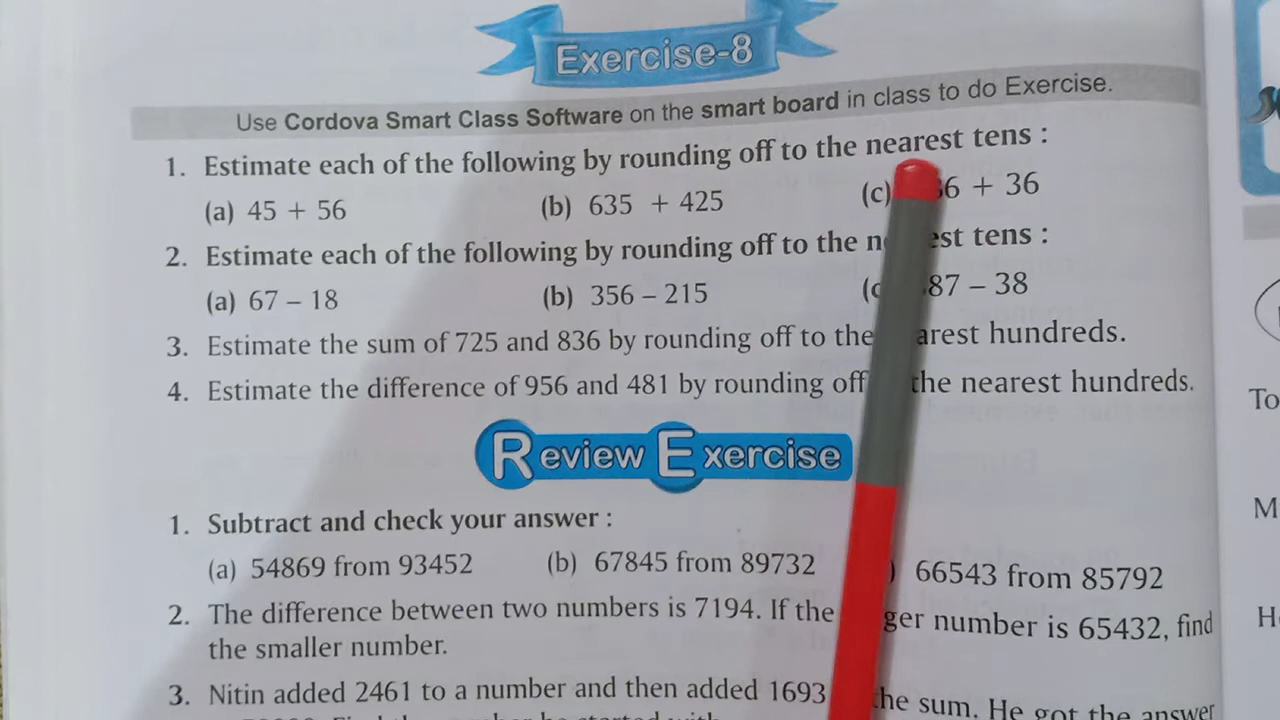 Exercise-8
Use Cordova Smart Class Software on the smart board in class to do Exercise.
1. Estimate each of the following by rounding off to the nearest tens :
(a) 45 + 56 (b) 635 + 425 (c) + 36
2. Estimate each of the following by rounding off to the tens :
(a) 67 – 18 (b) 356 – 215 – 38
3. Estimate the sum of 725 and 836 by rounding off to the hundreds.
4. Estimate the difference of 956 and 481 by rounding off the nearest hundreds.
Review Exercise
1. Subtract and check your answer :
(a) 54869 from 93452 (b) 67845 from 89732 66543 from 85792
2. The difference between two numbers is 7194. If the number is 65432, find
the smaller number.
3. Nitin added 2461 to a number and then added 1693 the sum. He got the answer
To
M